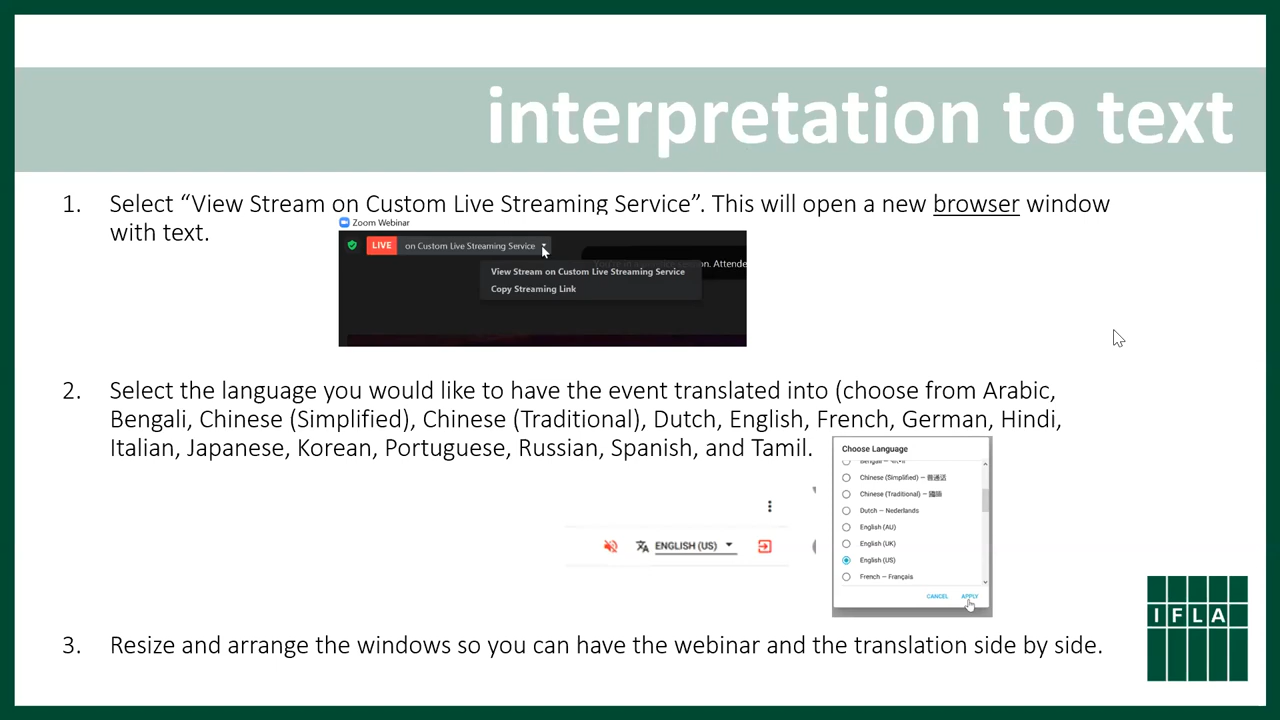 interpretation to text
1. Select “View Stream on Custom Live Streaming Service”. This will open a new browser window
with text.
Zoom Webinar
LIVE on Custom Live Streaming Service
on. Attende
View Stream on Custom Live Streaming Service
Copy Streaming Link
2. Select the language you would like to have the event translated into (choose from Arabic,
Bengali, Chinese (Simplified), Chinese (Traditional), Dutch, English, French, German, Hindi,
Italian, Japanese, Korean, Portuguese, Russian, Spanish, and Tamil.
ENGLISH (US)
Choose Language
Chinese (Simplified) — 普通话
Chinese (Traditional) — 國語
Dutch — Nederlands
English (AU)
English (UK)
English (US)
French — Français
CANCEL APPLY
IFLA
3. Resize and arrange the windows so you can have the webinar and the translation side by side.